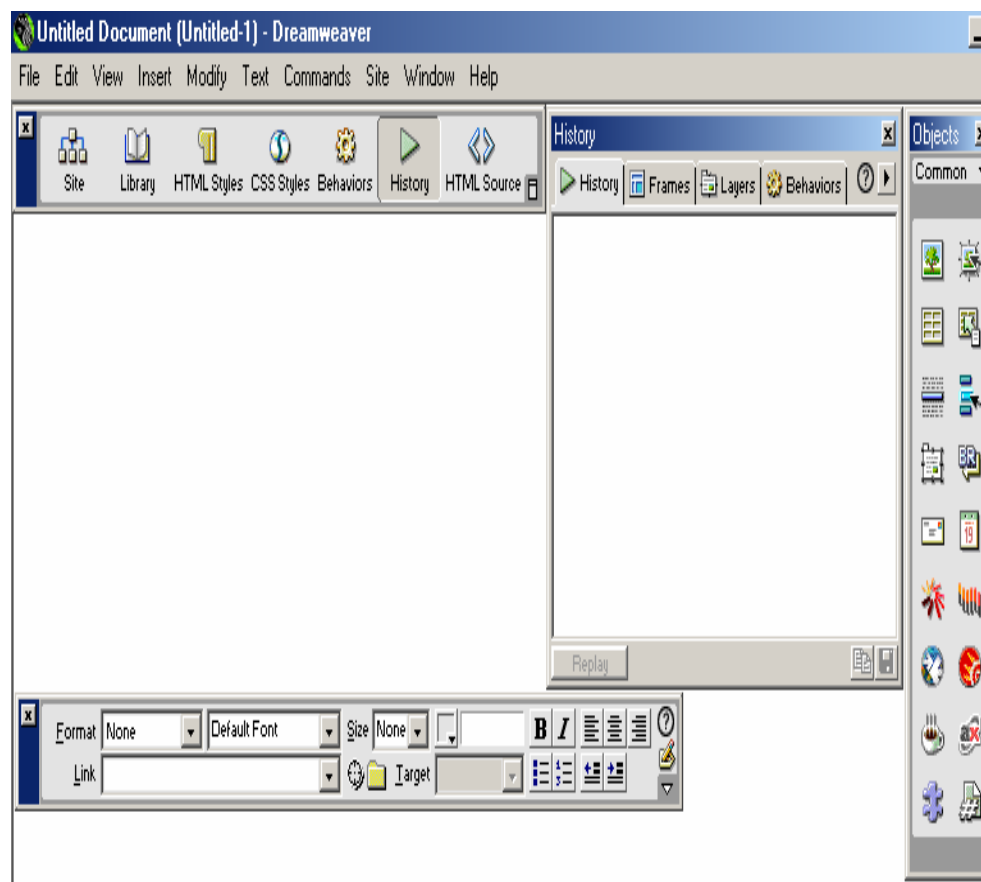 Untitled Document (Untitled-1) - Dreamweaver
File Edit View Insert Modify Text Commands Site Window Help
Site Library HTML Styles CSS Styles Behaviors History HTML Source
History
History Frames Layers Behaviors
Objects
Common
BR
19
Replay
Format None Default Font Size None B I
Link Target